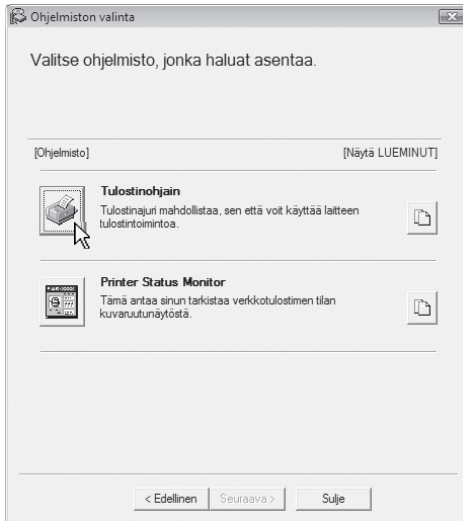 Ohjelmiston valinta
Valitse ohjelmisto, jonka haluat asentaa.
[Ohjelmisto] [Näytä LUEMINUT]
Tulostinohjain
Tulostinajuri mahdollistaa, sen että voit käyttää laitteen
tulostintoimintoa.
Printer Status Monitor
Tämä antaa sinun tarkistaa verkkotulostimen tilan
kuvaruutunäytöstä.
< Edellinen Seuraava > Sulje